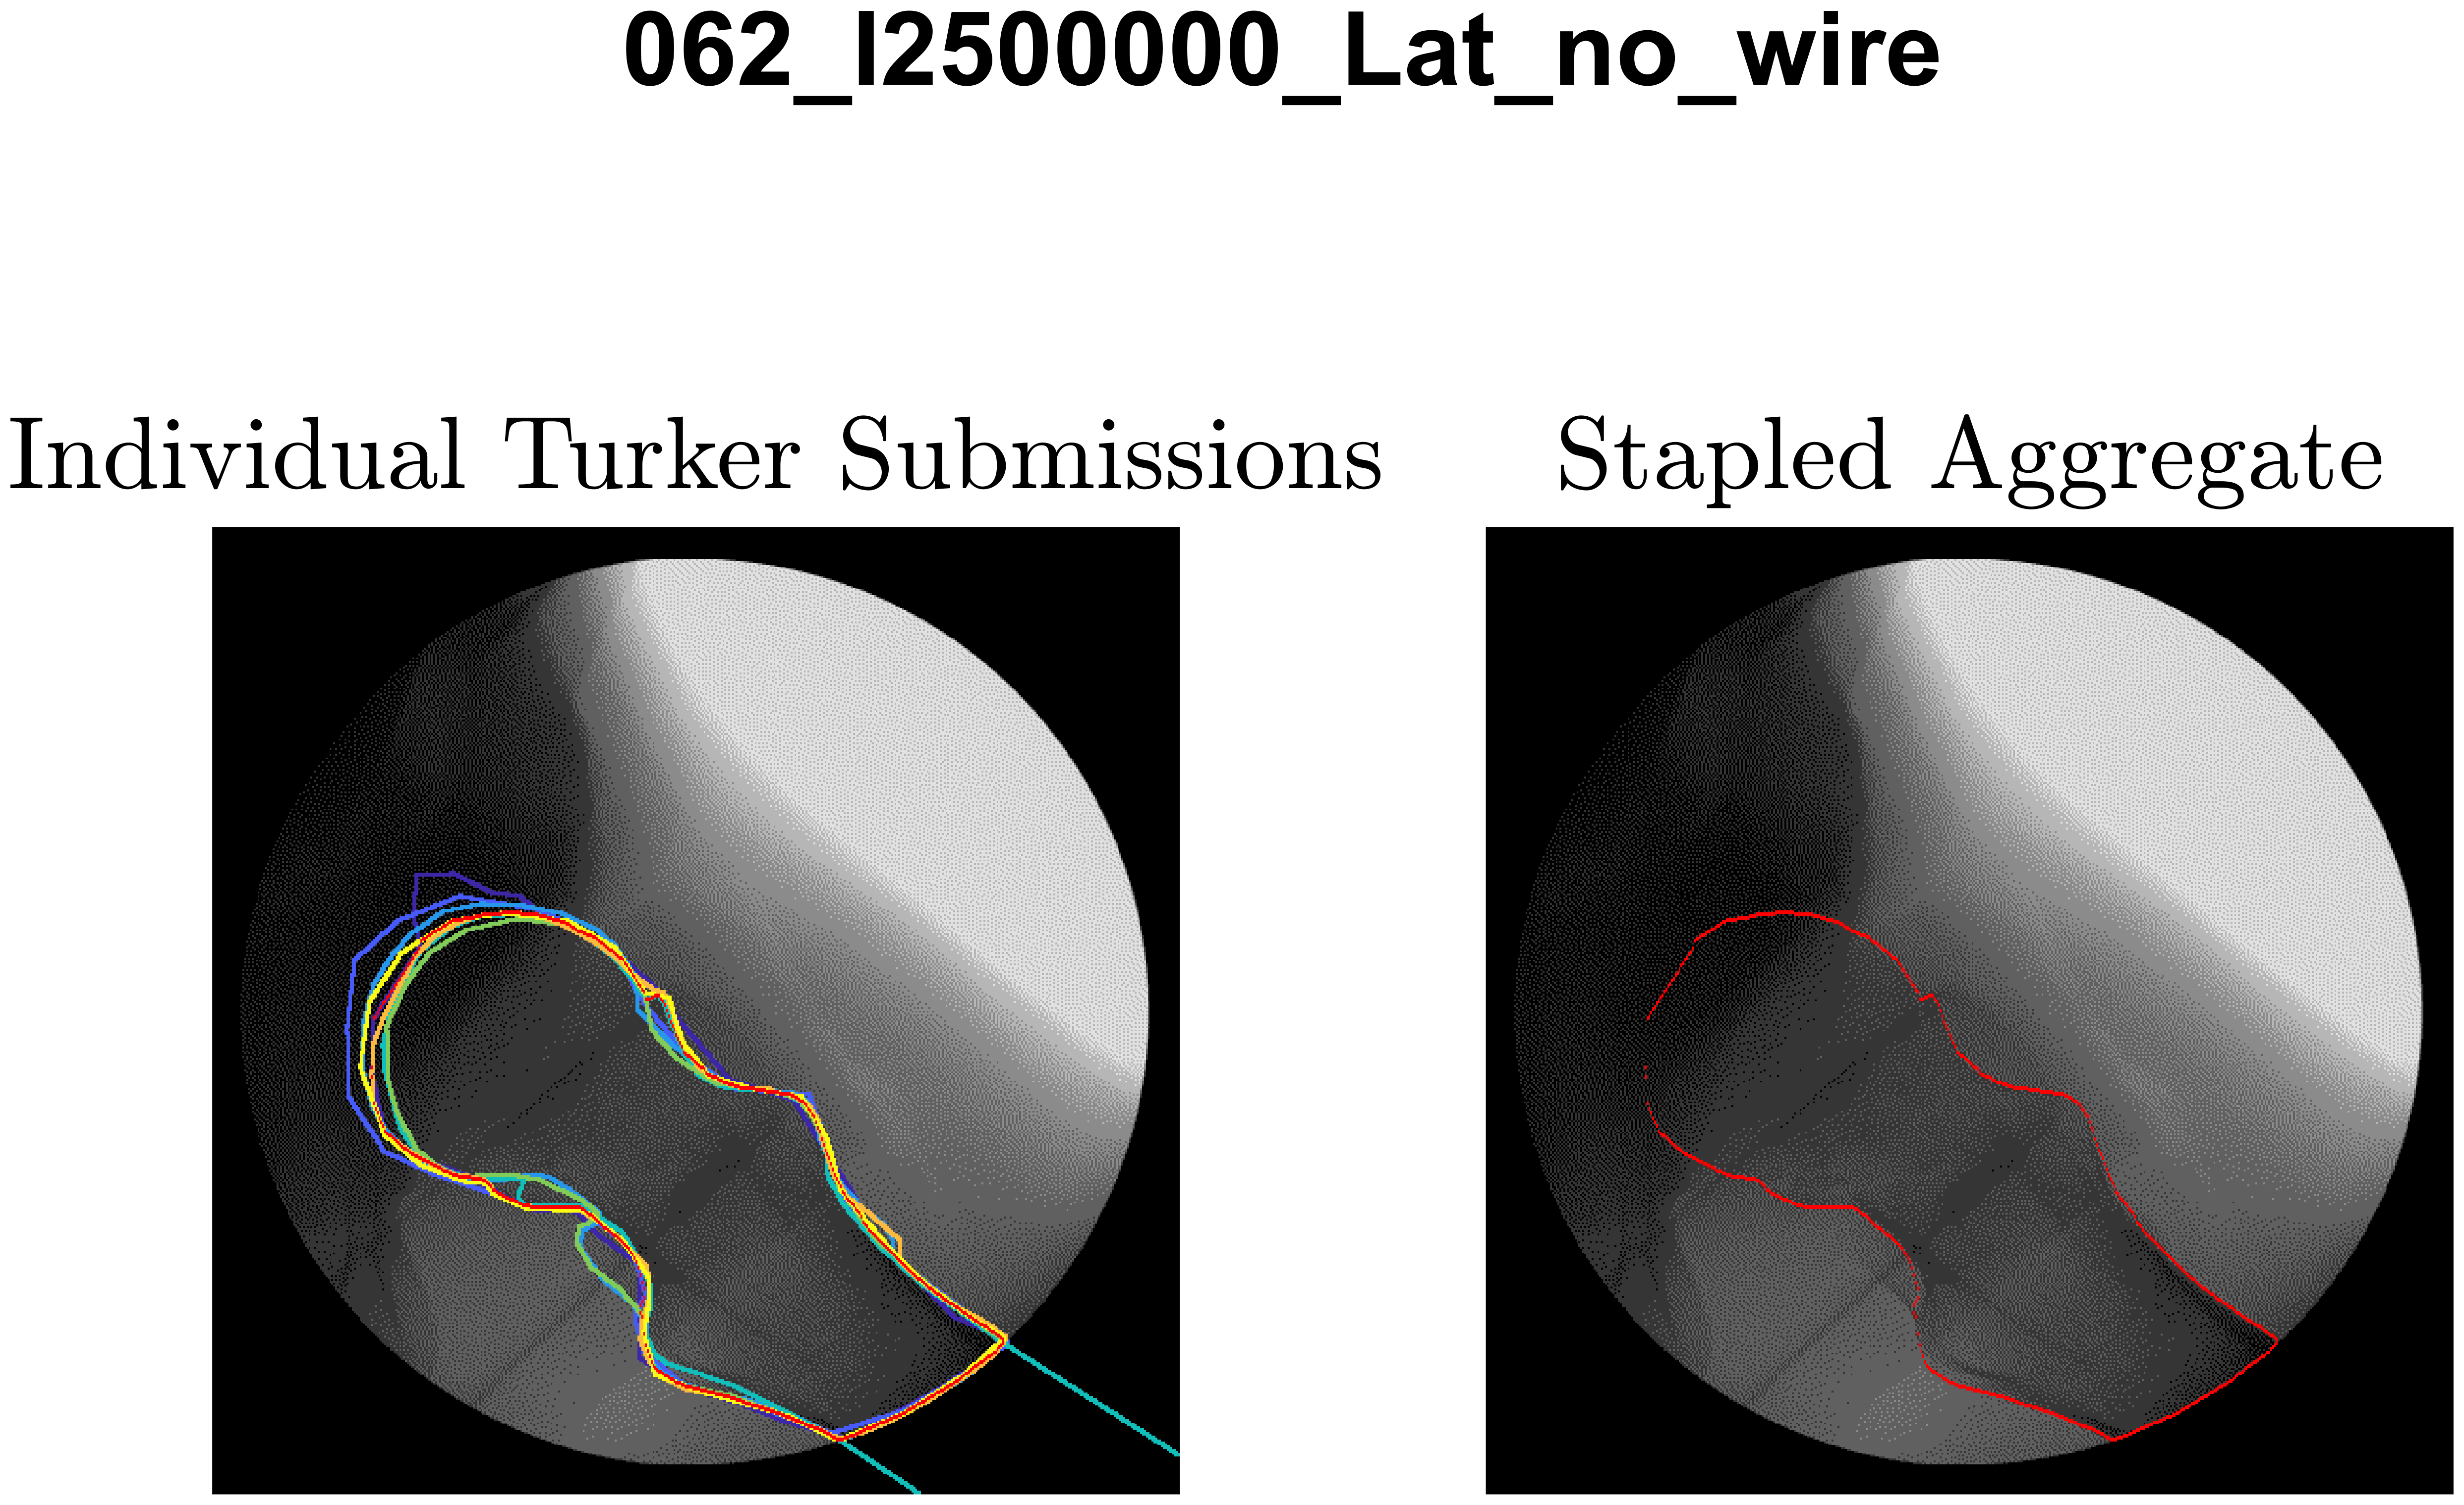 062_I2500000_Lat_no_wire
Individual Turker Submissions
Stapled Aggregate